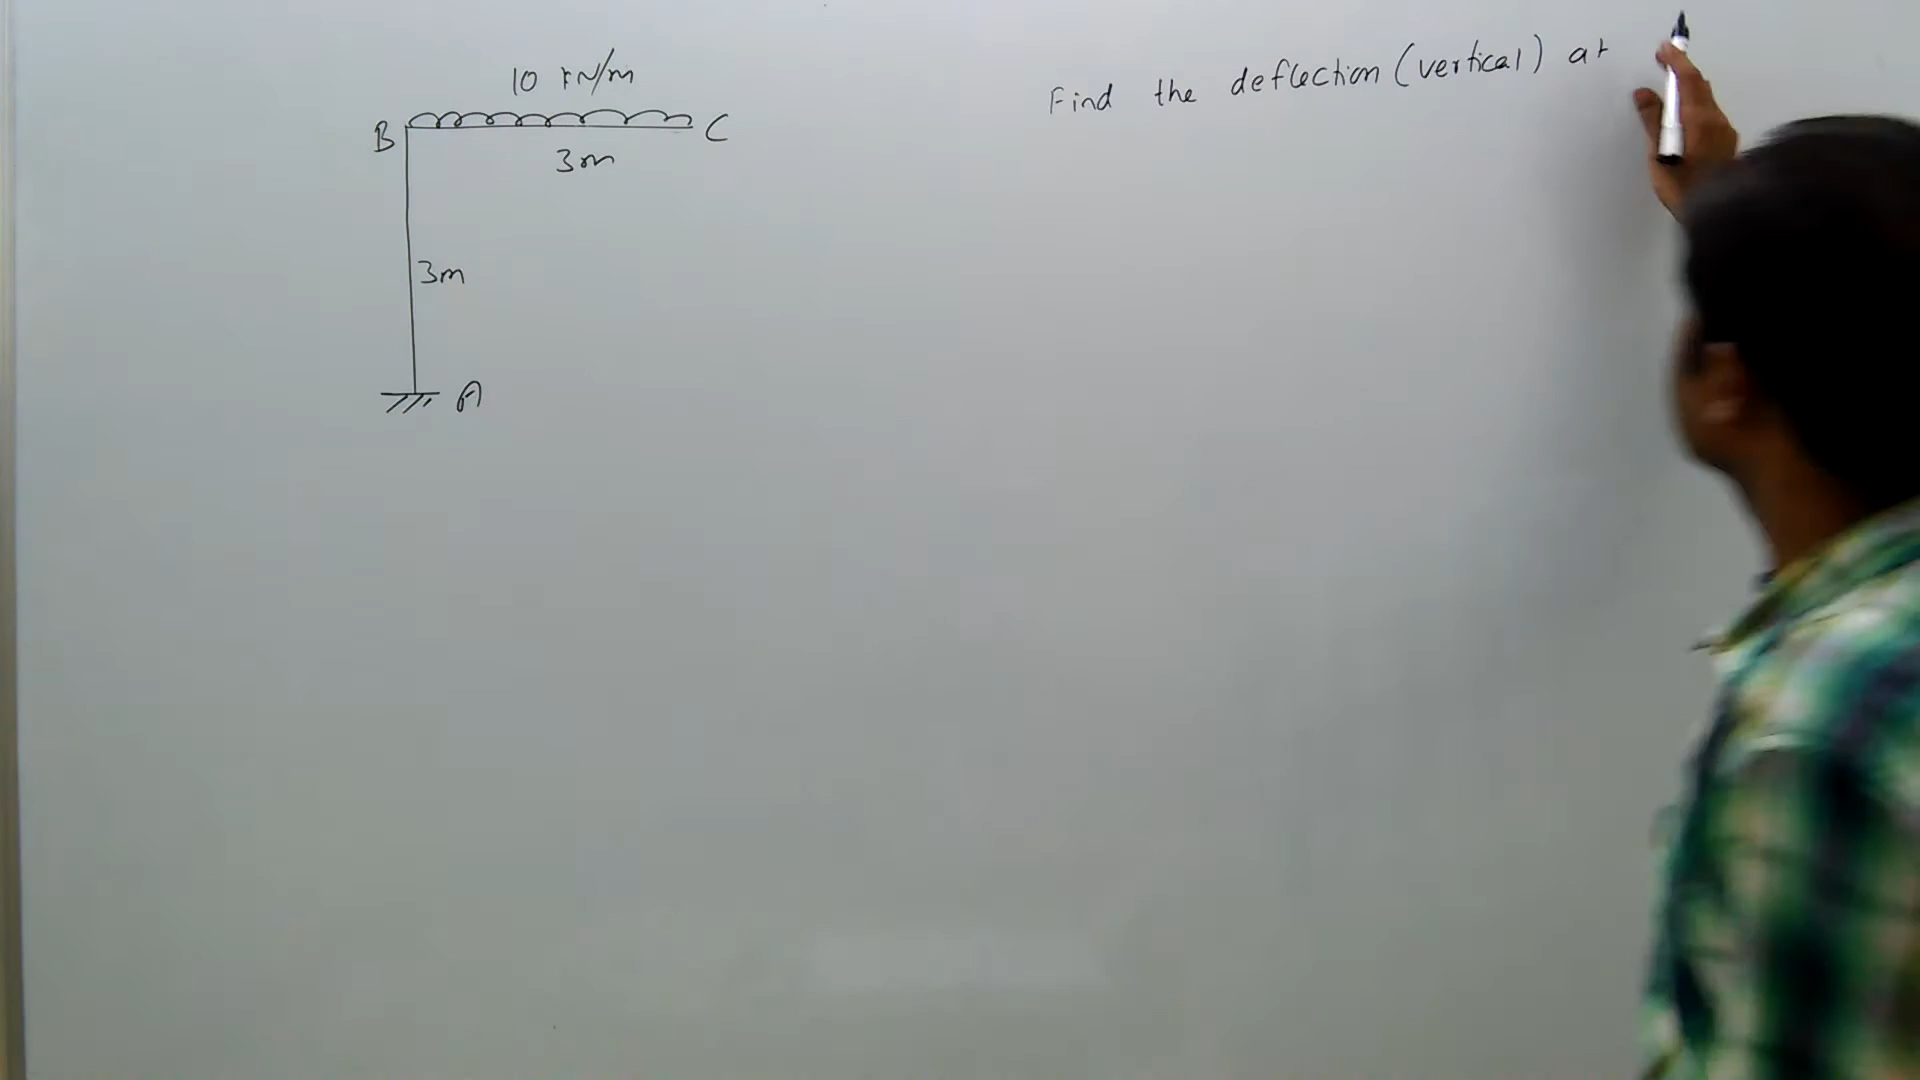 10 kN/m
B
C
3m
3m
A
Find the deflection (vertical) at